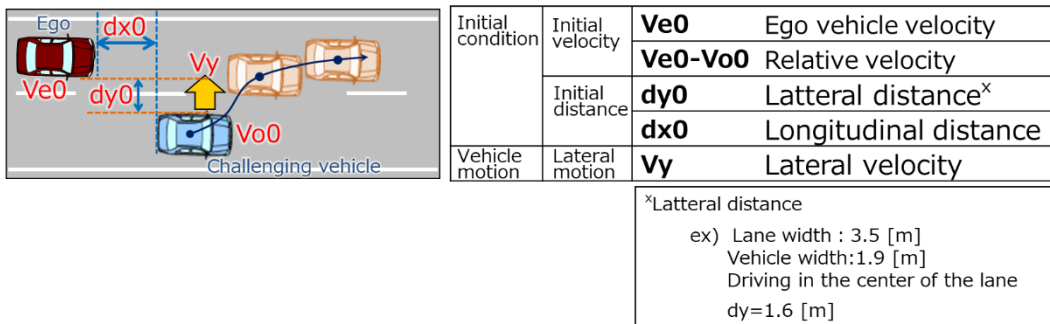 Ego
dx0
Vy
Ve0
dy0
Vo0
Challenging vehicle
Initial condition
Initial velocity
Ve0 Ego vehicle velocity
Ve0-Vo0 Relative velocity
Initial distance
dy0 Latteral distancex
dx0 Longitudinal distance
Vehicle motion
Lateral motion
Vy Lateral velocity
xLatteral distance
ex) Lane width : 3.5 [m]
Vehicle width:1.9 [m]
Driving in the center of the lane
dy=1.6 [m]